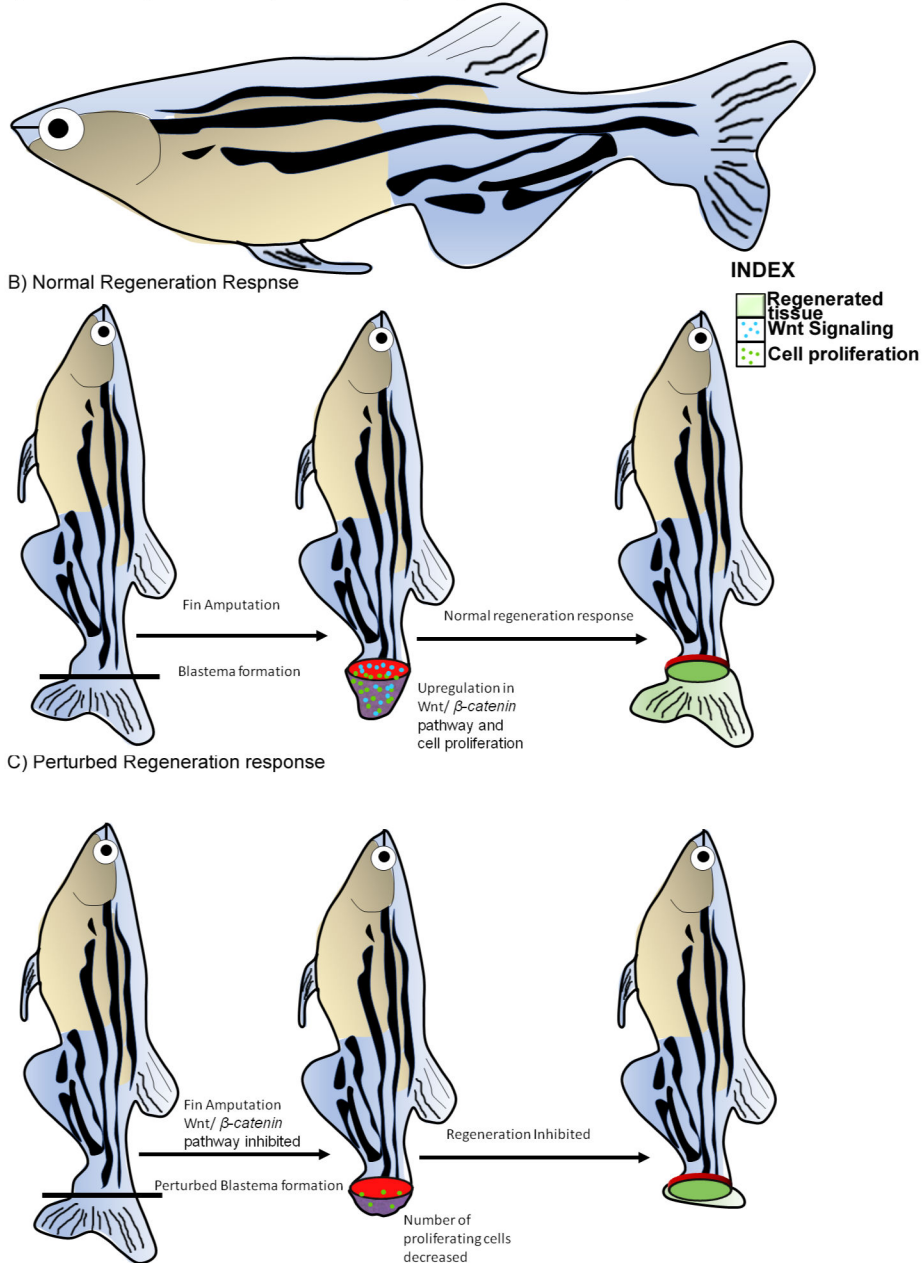 B) Normal Regeneration Respnse
INDEX
Regenerated
tissue
Wnt Signaling
Cell proliferation
Fin Amputation
Blastema formation
Normal regeneration response
Upregulation in
Wnt/ β-catenin
pathway and
cell proliferation
C) Perturbed Regeneration response
Fin Amputation
Wnt/ β-catenin
pathway inhibited
Perturbed Blastema formation
Regeneration Inhibited
Number of
proliferating cells
decreased